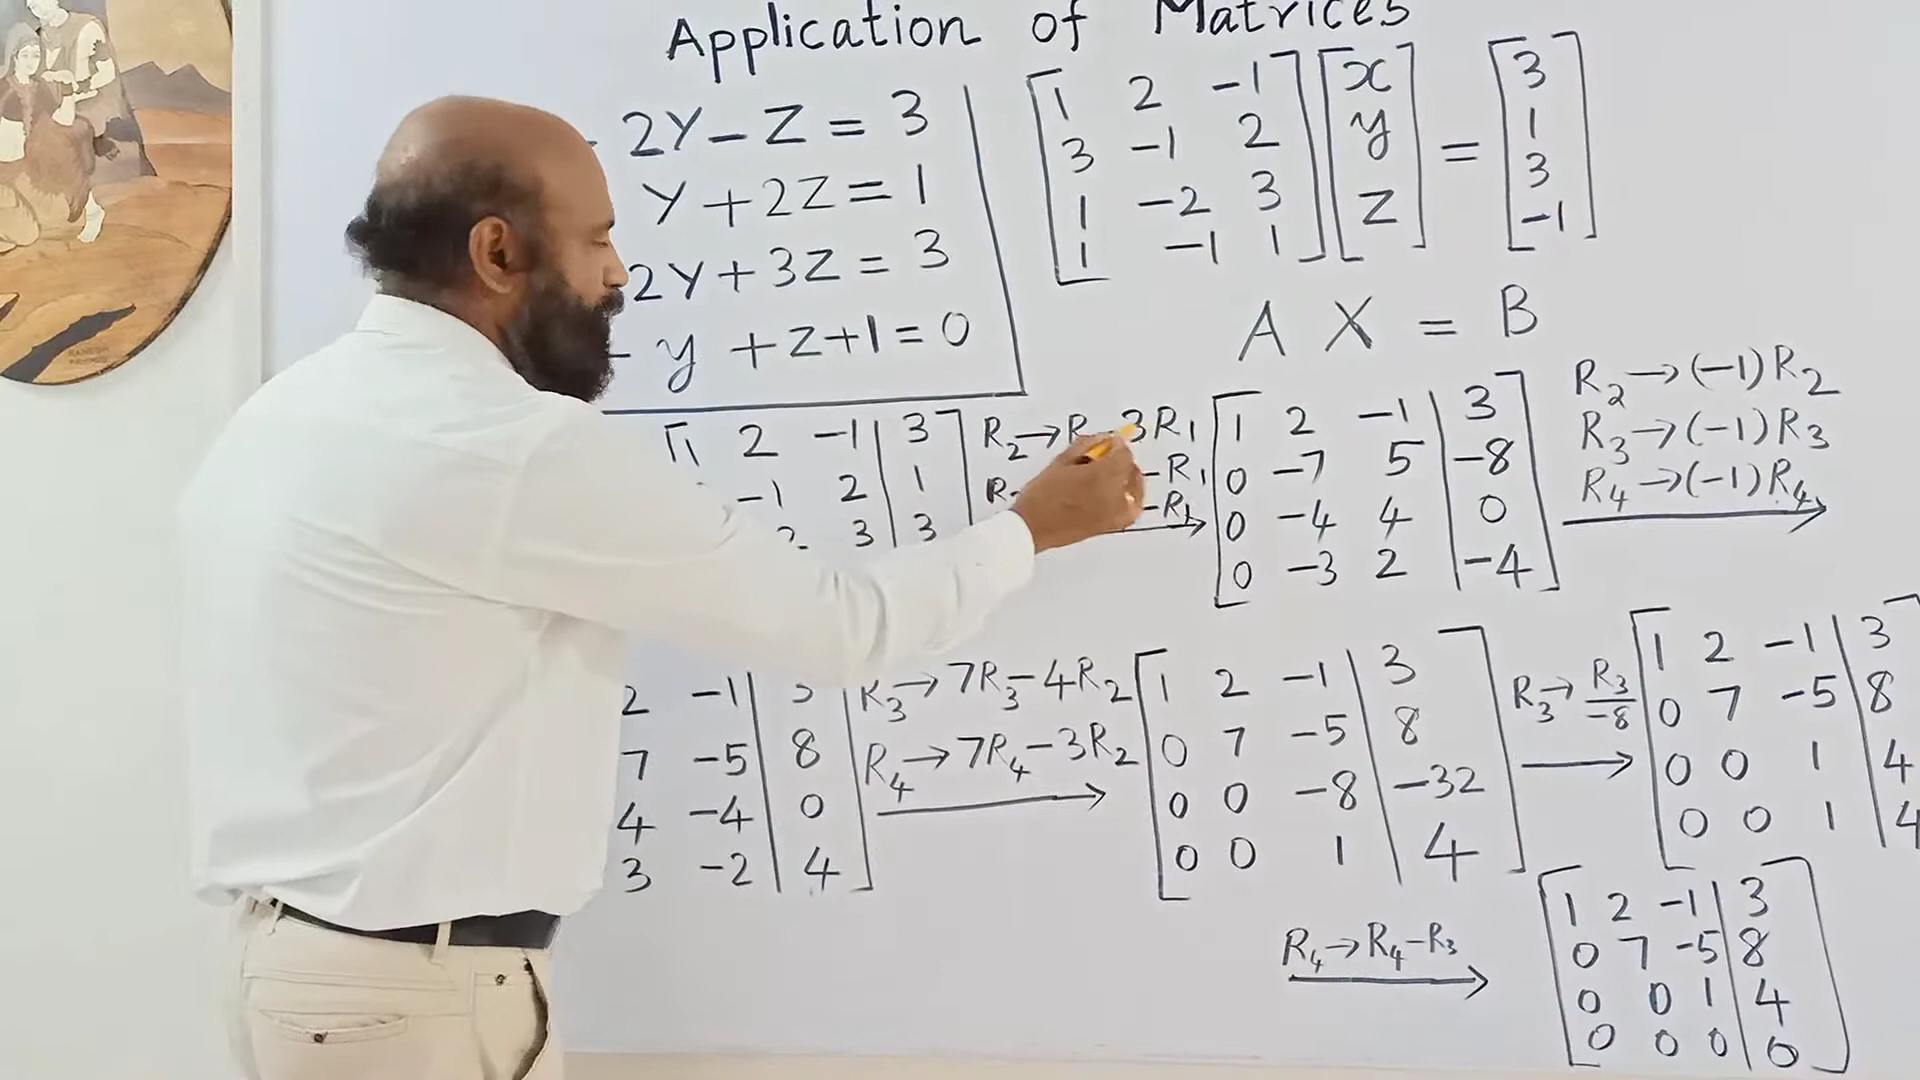 Application of Matrices
2Y - Z = 3
Y + 2Z = 1
2Y + 3Z = 3
- y + z + 1 = 0
[1 2 -1] [x] = [3]
[3 -1 2] [y] [1]
[1 -2 3] [z] [3]
[1 -1 1] [-1]
A X = B
[1 2 -1 | 3]
-1 2 | 1
2 3 | 3
R2 → R - 3R1
- R1
- R1
[1 2 -1 | 3]
[0 -7 5 | -8]
[0 -4 4 | 0]
[0 -3 2 | -4]
R2 → (-1) R2
R3 → (-1) R3
R4 → (-1) R4
2 -1 | 3
7 -5 | 8
4 -4 | 0
3 -2 | 4
R3 → 7R3 - 4R2
R4 → 7R4 - 3R2
[1 2 -1 | 3]
[0 7 -5 | 8]
[0 0 -8 | -32]
[0 0 1 | 4]
R3 → R3/-8
[1 2 -1 | 3]
[0 7 -5 | 8]
[0 0 1 | 4]
[0 0 1 | 4]
R4 → R4 - R3
[1 2 -1 | 3]
[0 7 -5 | 8]
[0 0 1 | 4]
[0 0 0 | 0]